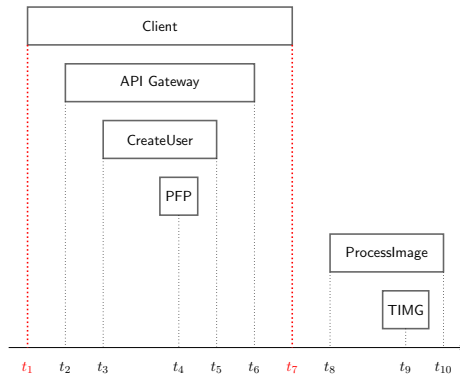 Client
API Gateway
CreateUser
PFP
ProcessImage
TIMG
t1 t2 t3 t4 t5 t6 t7 t8 t9 t10